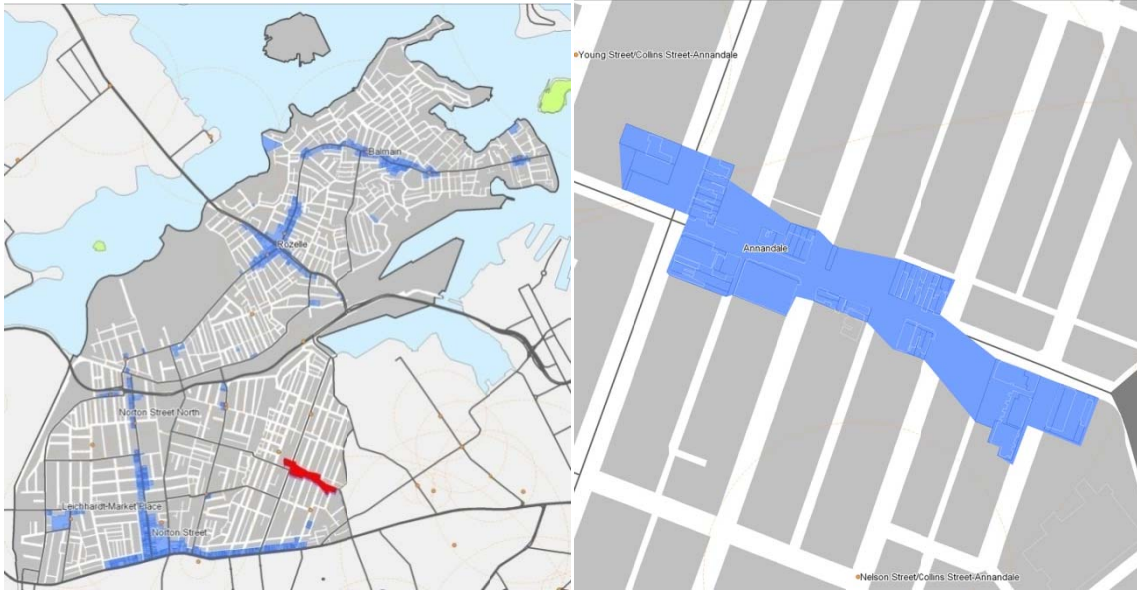 Balmain
Rozelle
Norton Street North
Leichhardt-Market Place
Norton Street
Young Street/Collins Street-Annandale
Annandale
Nelson Street/Collins Street-Annandale